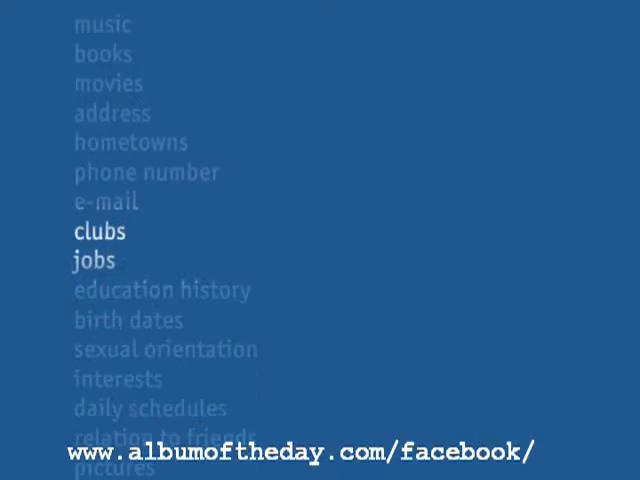 music
books
movies
address
hometowns
phone number
e-mail
clubs
jobs
education history
birth dates
sexual orientation
interests
daily schedules
relation to friends
www.albumoftheday.com/facebook/
pictures